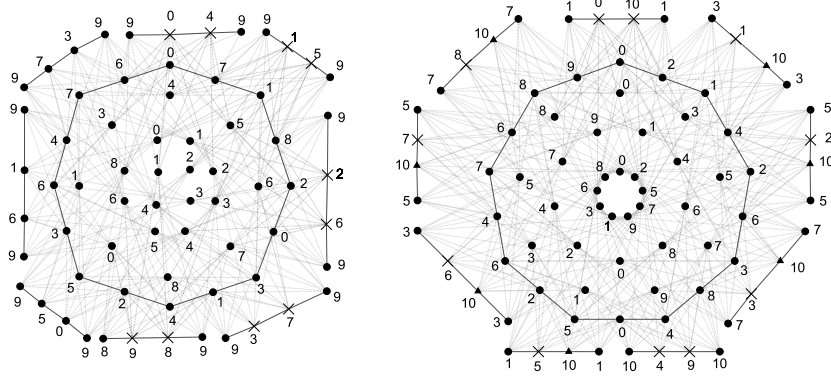 0 4
9 9 9 9
3 1
7 5
9 9
0
6 7
7 4 1
9 9
3 5
4 0 1 8
1 8 1 2 2 2
6 1 6 2
6 3 3
6 4 6
3 5 4 0
0 7
9 9
5 8 3
9 2 1 9
5 4 7
0 3
9 8 9 8 9 9
1 0 10 1
7 3
10 1
8 10
7 0 3
9 2
8 0 1
5 8 3 5
6 9 1 4
7 2
7 4
10 7 8 0 2 2 10
5 5
6 5
5 4 3 7 6 5
4 1 9 6
3 7
3 2 8 7
6 0 3
6 10
10 2 1 9 8 3
3 5 0 4 7
1 5 10 1 10 4 9 10